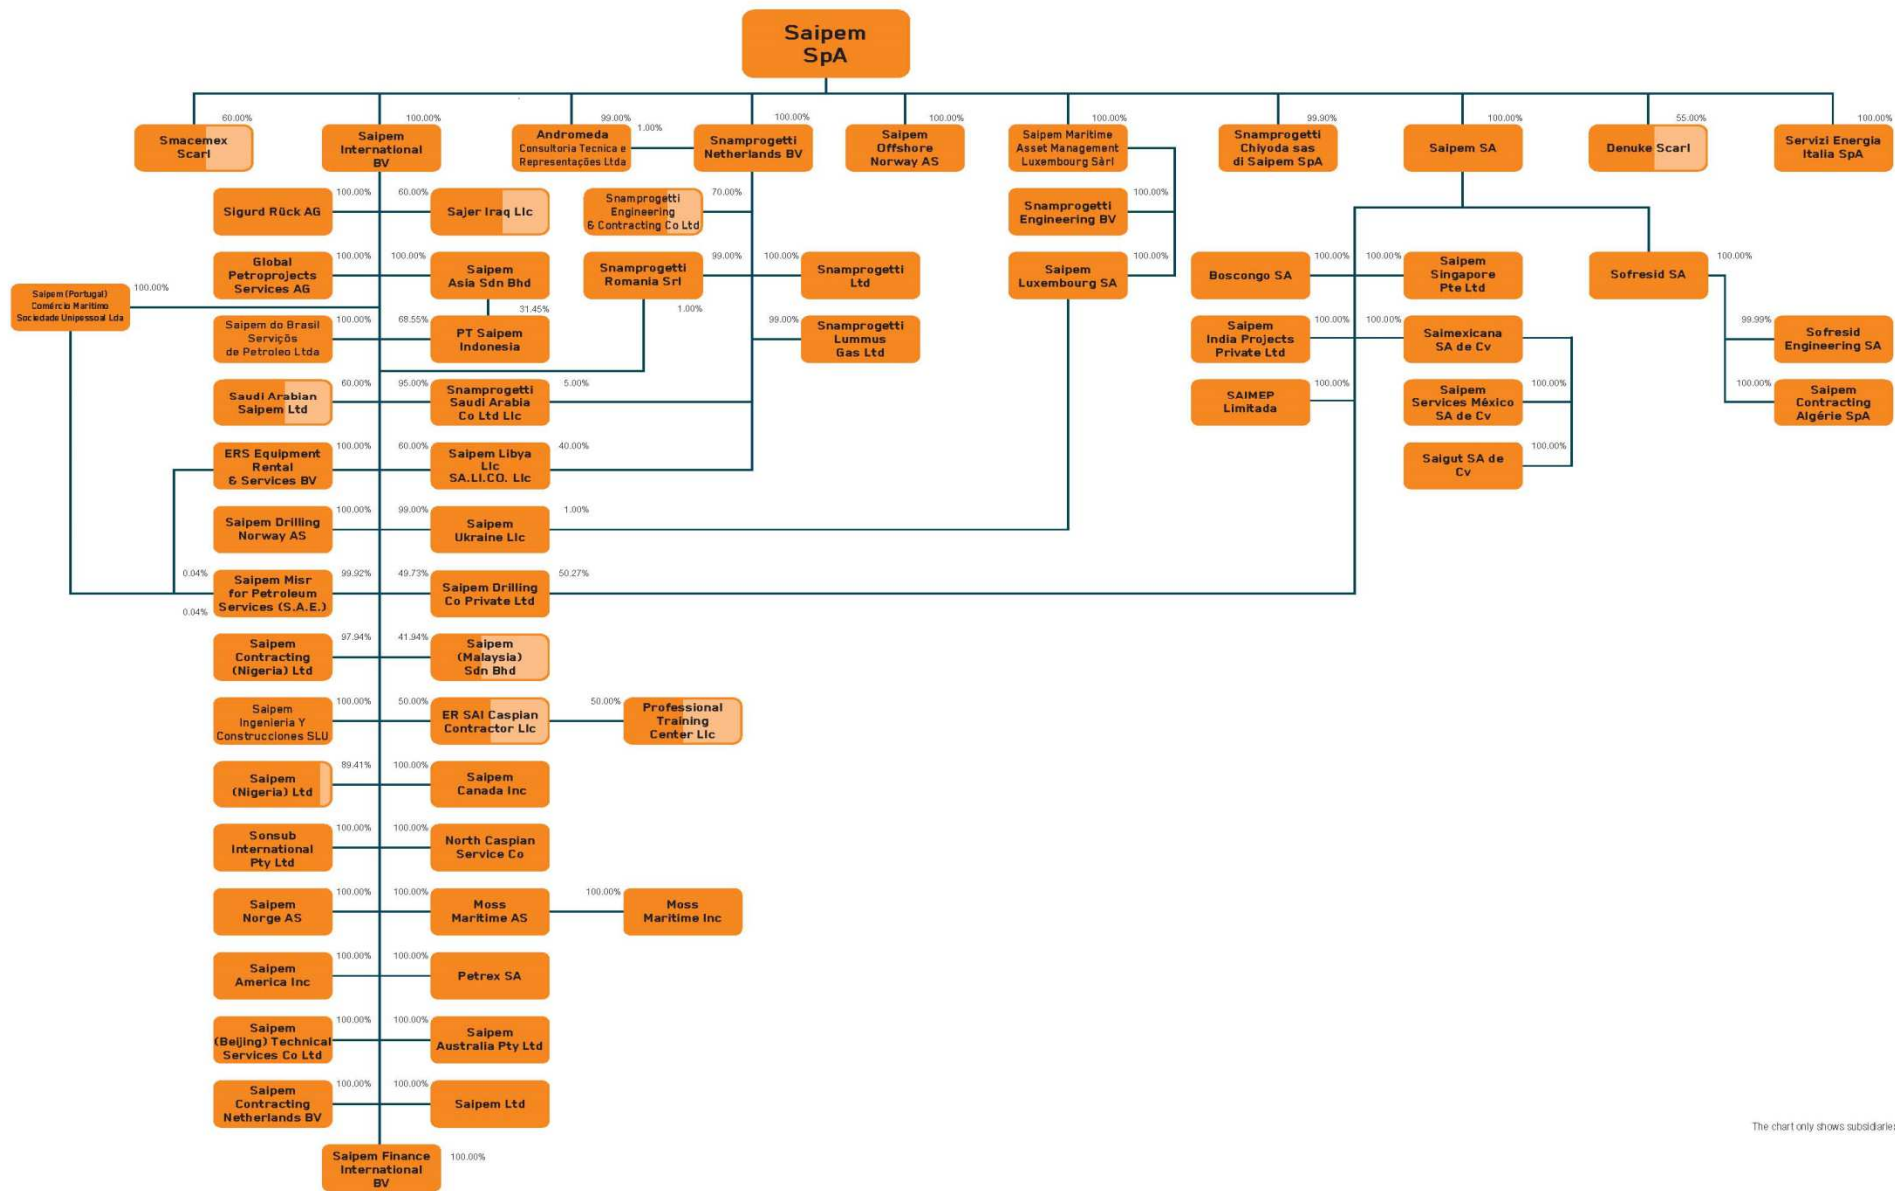 Saipem
SpA
60.00%
Smacemex
Scarl
100.00%
Saipem
International
BV
99.00%
Andromeda
Consultoria Tecnica e
Representações Ltda
1.00%
100.00%
Snamprogetti
Netherlands BV
100.00%
Saipem
Offshore
Norway AS
100.00%
Saipem Maritime
Asset Management
Luxembourg Sàrl
99.90%
Snamprogetti
Chiyoda sas
di Saipem SpA
100.00%
Saipem SA
55.00%
Denuke Scarl
100.00%
Servizi Energia
Italia SpA
100.00%
Sigurd Rück AG
60.00%
Sajer Iraq Llc
Snamprogetti
Engineering
& Contracting Co Ltd
70.00%
100.00%
Snamprogetti
Engineering BV
Global
Petroprojects
Services AG
100.00%
100.00%
Saipem
Asia Sdn Bhd
Snamprogetti
Romania Srl
99.00%
100.00%
Snamprogetti
Ltd
Saipem
Luxembourg SA
100.00%
Boscongo SA
100.00%
100.00%
Saipem
Singapore
Pte Ltd
Sofresid SA
100.00%
Saipem (Portugal)
Comércio Marítimo
Sociedade Unipessoal Lda
100.00%
31.45%
1.00%
Saipem do Brasil
Serviçõs
de Petroleo Ltda
100.00%
68.55%
PT Saipem
Indonesia
99.00%
Snamprogetti
Lummus
Gas Ltd
Saipem
India Projects
Private Ltd
100.00%
100.00%
Saimexicana
SA de Cv
99.99%
Sofresid
Engineering SA
Saudi Arabian
Saipem Ltd
60.00%
95.00%
Snamprogetti
Saudi Arabia
Co Ltd Llc
5.00%
SAIMEP
Limitada
100.00%
Saipem
Services México
SA de Cv
100.00%
100.00%
Saipem
Contracting
Algérie SpA
ERS Equipment
Rental
& Services BV
100.00%
60.00%
Saipem Libya
Llc
SA.LI.CO. Llc
40.00%
Saigut SA de
Cv
100.00%
Saipem Drilling
Norway AS
100.00%
99.00%
Saipem
Ukraine Llc
1.00%
0.04%
0.04%
Saipem Misr
for Petroleum
Services (S.A.E.)
99.92%
49.73%
Saipem Drilling
Co Private Ltd
50.27%
Saipem
Contracting
(Nigeria) Ltd
97.94%
41.94%
Saipem
(Malaysia)
Sdn Bhd
Saipem
Ingenieria Y
Construcciones SLU
100.00%
50.00%
ER SAI Caspian
Contractor Llc
50.00%
Professional
Training
Center Llc
Saipem
(Nigeria) Ltd
89.41%
100.00%
Saipem
Canada Inc
Sonsub
International
Pty Ltd
100.00%
100.00%
North Caspian
Service Co
Saipem
Norge AS
100.00%
100.00%
Moss
Maritime AS
100.00%
Moss
Maritime Inc
Saipem
America Inc
100.00%
100.00%
Petrex SA
Saipem
(Beijing) Technical
Services Co Ltd
100.00%
100.00%
Saipem
Australia Pty Ltd
Saipem
Contracting
Netherlands BV
100.00%
100.00%
Saipem Ltd
Saipem Finance
International
BV
100.00%
The chart only shows subsidiaries